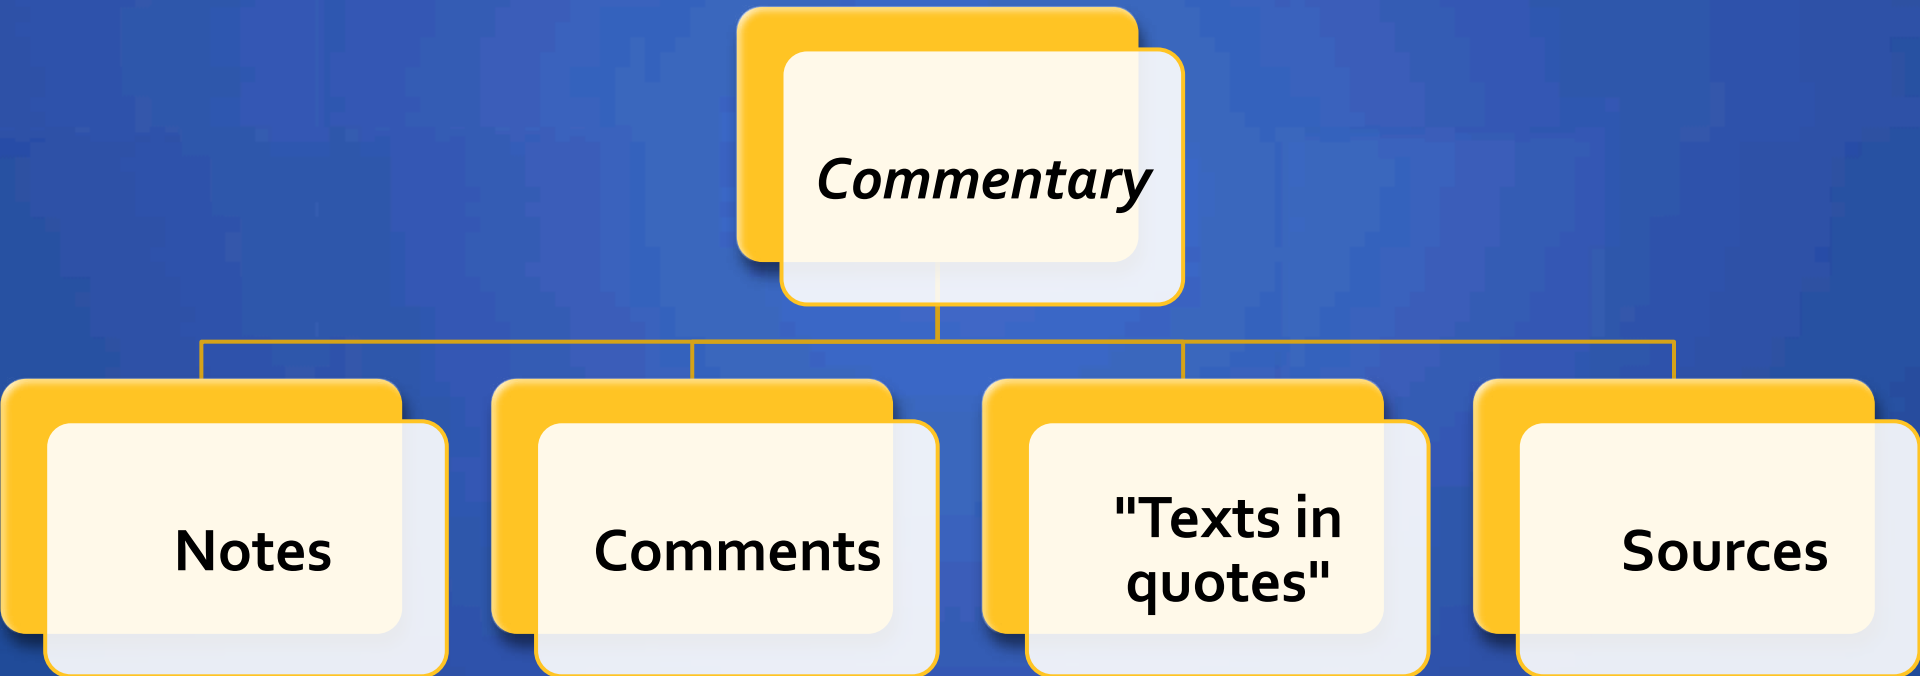 Commentary
Notes
Comments
"Texts in
quotes"
Sources